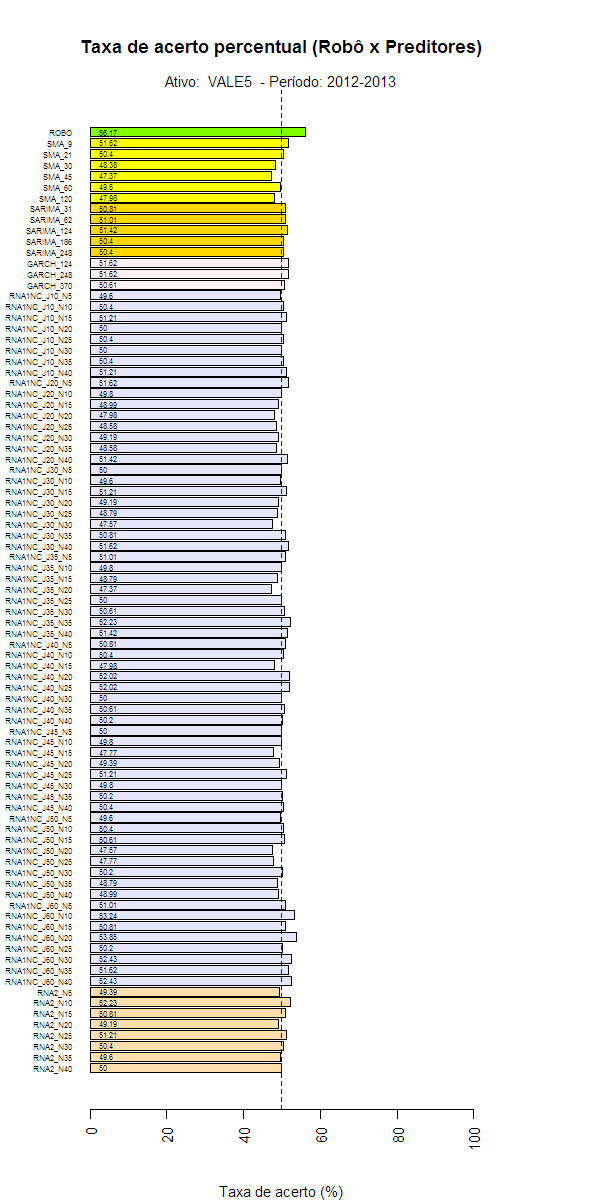 Taxa de acerto percentual (Robô x Preditores)
Ativo:  VALE5  - Período: 2012-2013
ROBO 56.17
SMA_9 51.62
SMA_21 50.4
SMA_30 48.38
SMA_45 47.37
SMA_60 49.6
SMA_120 47.98
SARIMA_31 50.81
SARIMA_62 51.01
SARIMA_124 51.42
SARIMA_186 50.4
SARIMA_248 50.4
GARCH_124 51.62
GARCH_248 51.62
GARCH_370 50.61
RNA1NC_J10_N5 49.6
RNA1NC_J10_N10 50.4
RNA1NC_J10_N15 51.21
RNA1NC_J10_N20 50
RNA1NC_J10_N25 50.4
RNA1NC_J10_N30 50
RNA1NC_J10_N35 50.4
RNA1NC_J10_N40 51.21
RNA1NC_J20_N5 51.62
RNA1NC_J20_N10 49.8
RNA1NC_J20_N15 48.99
RNA1NC_J20_N20 47.98
RNA1NC_J20_N25 48.58
RNA1NC_J20_N30 49.19
RNA1NC_J20_N35 48.58
RNA1NC_J20_N40 51.42
RNA1NC_J30_N5 50
RNA1NC_J30_N10 49.6
RNA1NC_J30_N15 51.21
RNA1NC_J30_N20 49.19
RNA1NC_J30_N25 48.79
RNA1NC_J30_N30 47.57
RNA1NC_J30_N35 50.81
RNA1NC_J30_N40 51.62
RNA1NC_J35_N5 51.01
RNA1NC_J35_N10 49.8
RNA1NC_J35_N15 48.79
RNA1NC_J35_N20 47.37
RNA1NC_J35_N25 50
RNA1NC_J35_N30 50.61
RNA1NC_J35_N35 52.23
RNA1NC_J35_N40 51.42
RNA1NC_J40_N5 50.81
RNA1NC_J40_N10 50.4
RNA1NC_J40_N15 47.98
RNA1NC_J40_N20 52.02
RNA1NC_J40_N25 52.02
RNA1NC_J40_N30 50
RNA1NC_J40_N35 50.61
RNA1NC_J40_N40 50.2
RNA1NC_J45_N5 50
RNA1NC_J45_N10 49.8
RNA1NC_J45_N15 47.77
RNA1NC_J45_N20 49.39
RNA1NC_J45_N25 51.21
RNA1NC_J45_N30 49.8
RNA1NC_J45_N35 50.2
RNA1NC_J45_N40 50.4
RNA1NC_J50_N5 49.6
RNA1NC_J50_N10 50.4
RNA1NC_J50_N15 50.61
RNA1NC_J50_N20 47.57
RNA1NC_J50_N25 47.77
RNA1NC_J50_N30 50.2
RNA1NC_J50_N35 48.79
RNA1NC_J50_N40 48.99
RNA1NC_J60_N5 51.01
RNA1NC_J60_N10 53.24
RNA1NC_J60_N15 50.81
RNA1NC_J60_N20 53.85
RNA1NC_J60_N25 50.2
RNA1NC_J60_N30 52.43
RNA1NC_J60_N35 51.62
RNA1NC_J60_N40 52.43
RNA2_N5 49.39
RNA2_N10 52.23
RNA2_N15 50.81
RNA2_N20 49.19
RNA2_N25 51.21
RNA2_N30 50.4
RNA2_N35 49.6
RNA2_N40 50
0 20 40 60 80 100
Taxa de acerto (%)